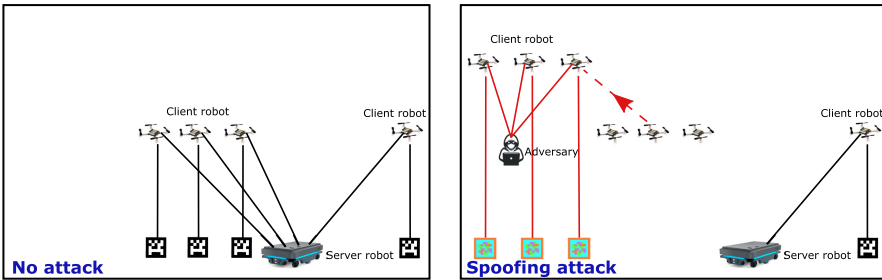 Client robot
Client robot
Server robot
No attack
Client robot
Client robot
Adversary
Server robot
Spoofing attack